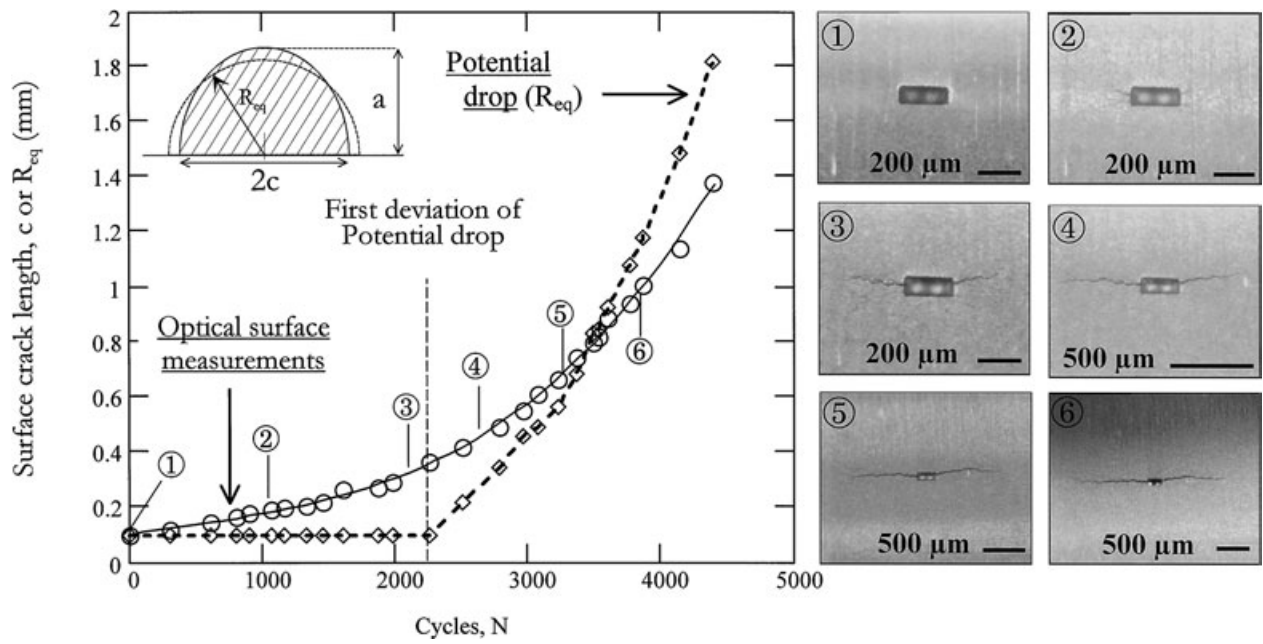 Surface crack length, c or Req (mm)
2
1.8
1.6
1.4
1.2
1
0.8
0.6
0.4
0.2
0
0
1000
2000
3000
4000
5000
Cycles, N
Req
a
2c
Potential
drop (Req)
First deviation of
Potential drop
Optical surface
measurements
①
②
③
④
⑤
⑥
①
200 µm
②
200 µm
③
200 µm
④
500 µm
⑤
500 µm
⑥
500 µm